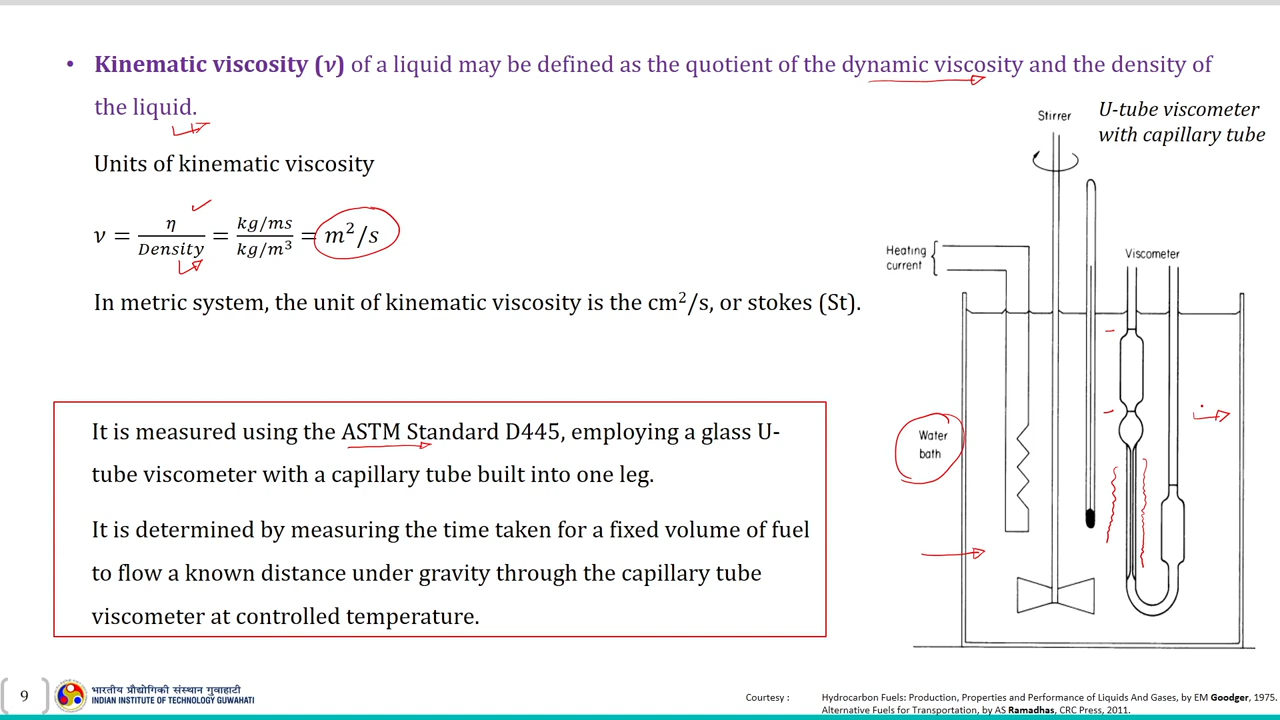 • Kinematic viscosity (ν) of a liquid may be defined as the quotient of the dynamic viscosity and the density of
the liquid.
Units of kinematic viscosity
ν = η / Density = kg/ms / kg/m³ = m²/s
In metric system, the unit of kinematic viscosity is the cm²/s, or stokes (St).
It is measured using the ASTM Standard D445, employing a glass U-
tube viscometer with a capillary tube built into one leg.
It is determined by measuring the time taken for a fixed volume of fuel
to flow a known distance under gravity through the capillary tube
viscometer at controlled temperature.
U-tube viscometer
with capillary tube
Stirrer
Heating
current
Viscometer
Water
bath
9
भारतीय प्रौद्योगिकी संस्थान गुवाहाटी
INDIAN INSTITUTE OF TECHNOLOGY GUWAHATI
Courtesy : Hydrocarbon Fuels: Production, Properties and Performance of Liquids And Gases, by EM Goodger, 1975.
Alternative Fuels for Transportation, by AS Ramadhas, CRC Press, 2011.